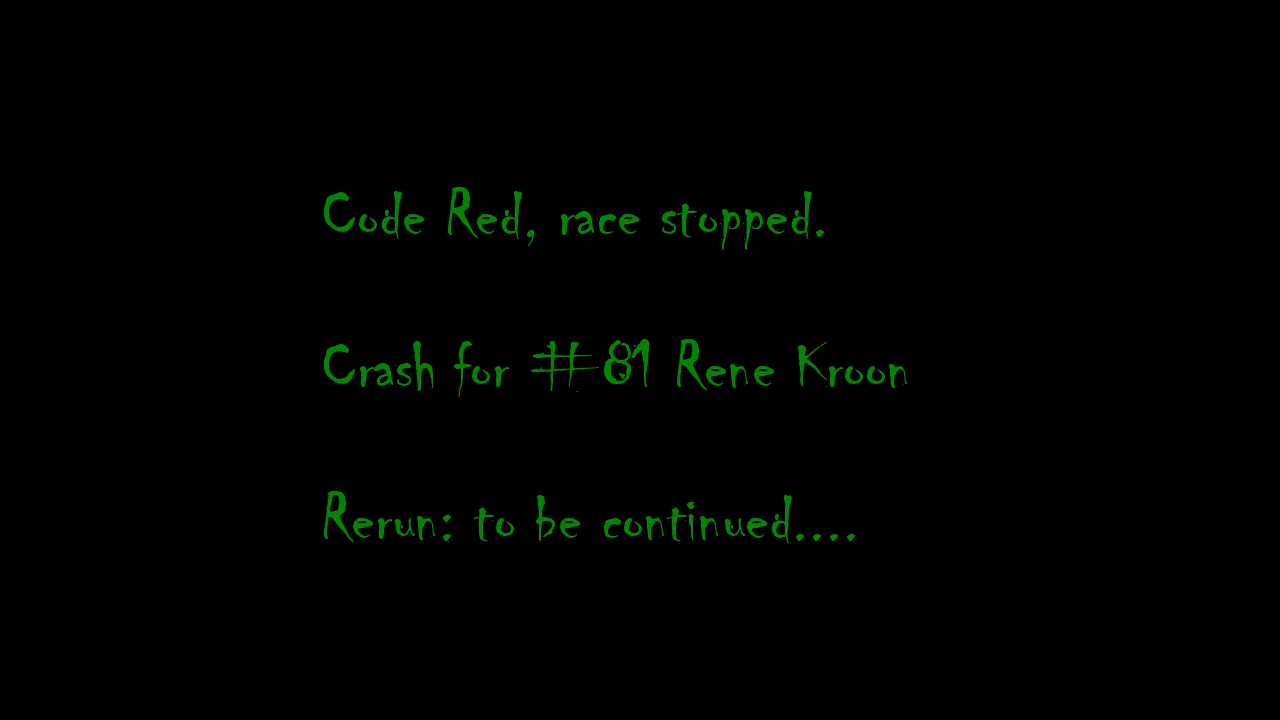 Code Red, race stopped.
Crash for #81 Rene Kroon
Rerun: to be continued....